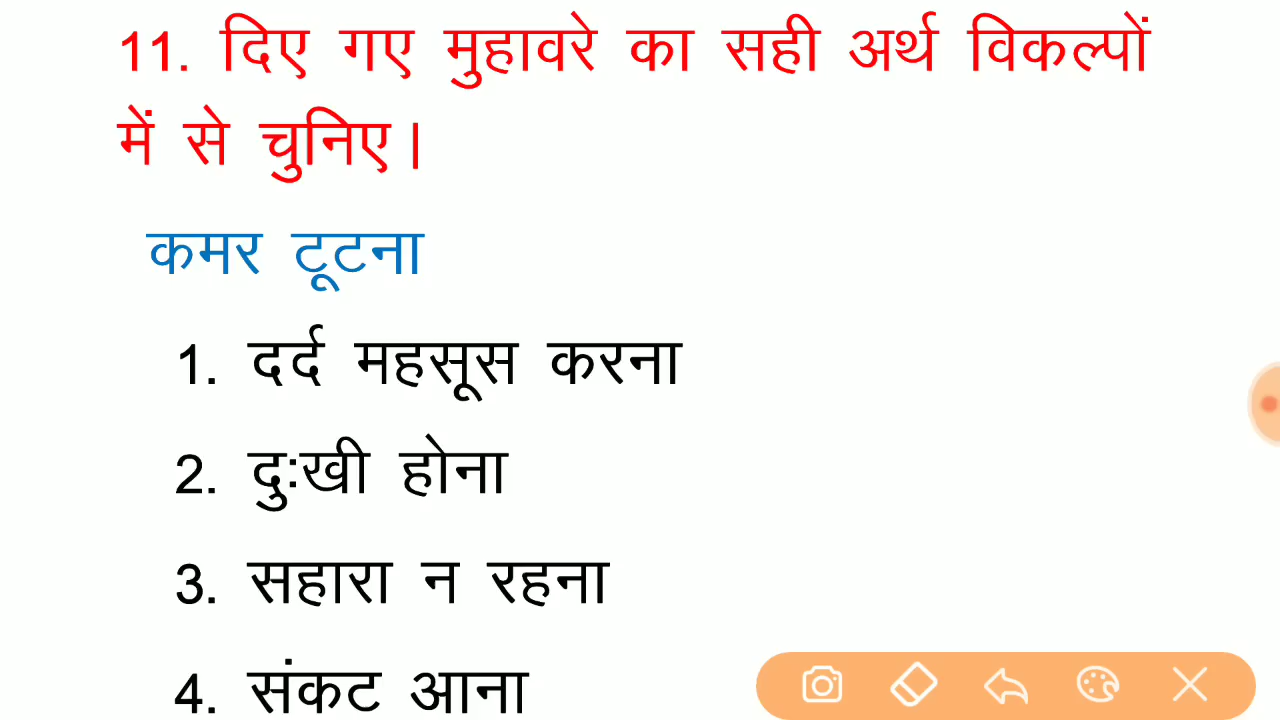 11. दिए गए मुहावरे का सही अर्थ विकल्पों
में से चुनिए।
कमर टूटना
1. दर्द महसूस करना
2. दुःखी होना
3. सहारा न रहना
4. संकट आना